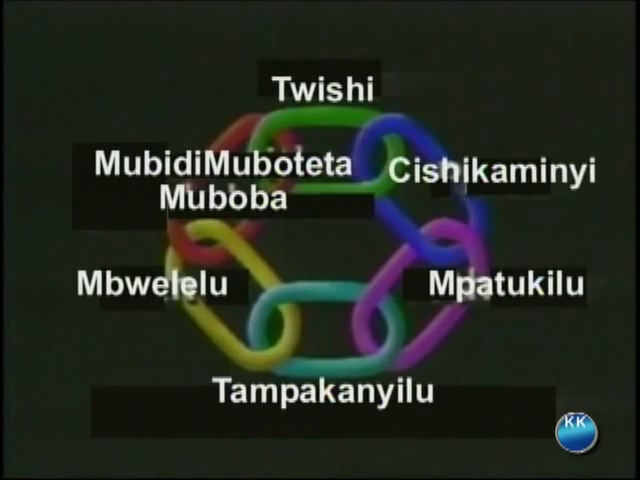 Twishi
MubidiMuboteta
Muboba
Cishikaminyi
Mbwelelu
Mpatukilu
Tampakanyilu
KK